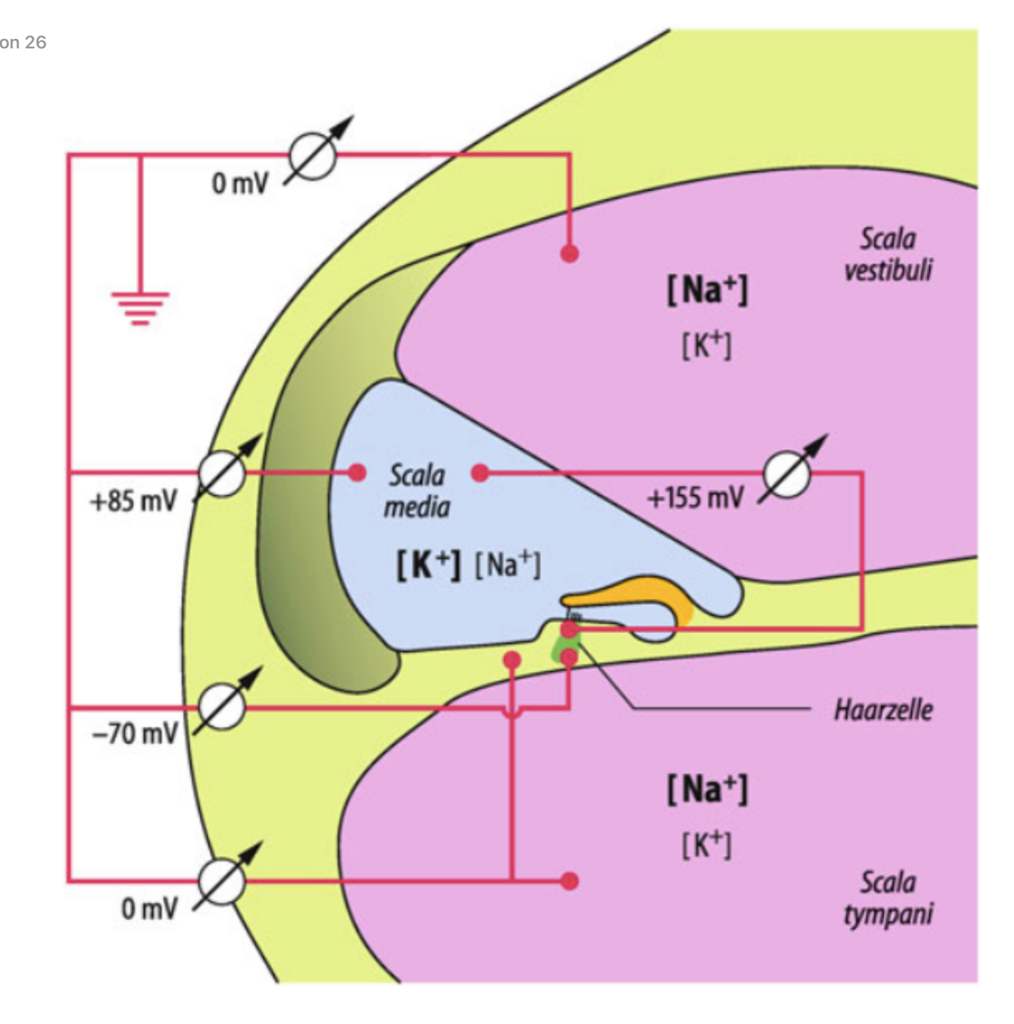 on 26
0 mV
Scala
vestibuli
[Na⁺]
[K⁺]
+85 mV
Scala
media
+155 mV
[K⁺] [Na⁺]
–70 mV
Haarzelle
[Na⁺]
[K⁺]
0 mV
Scala
tympani